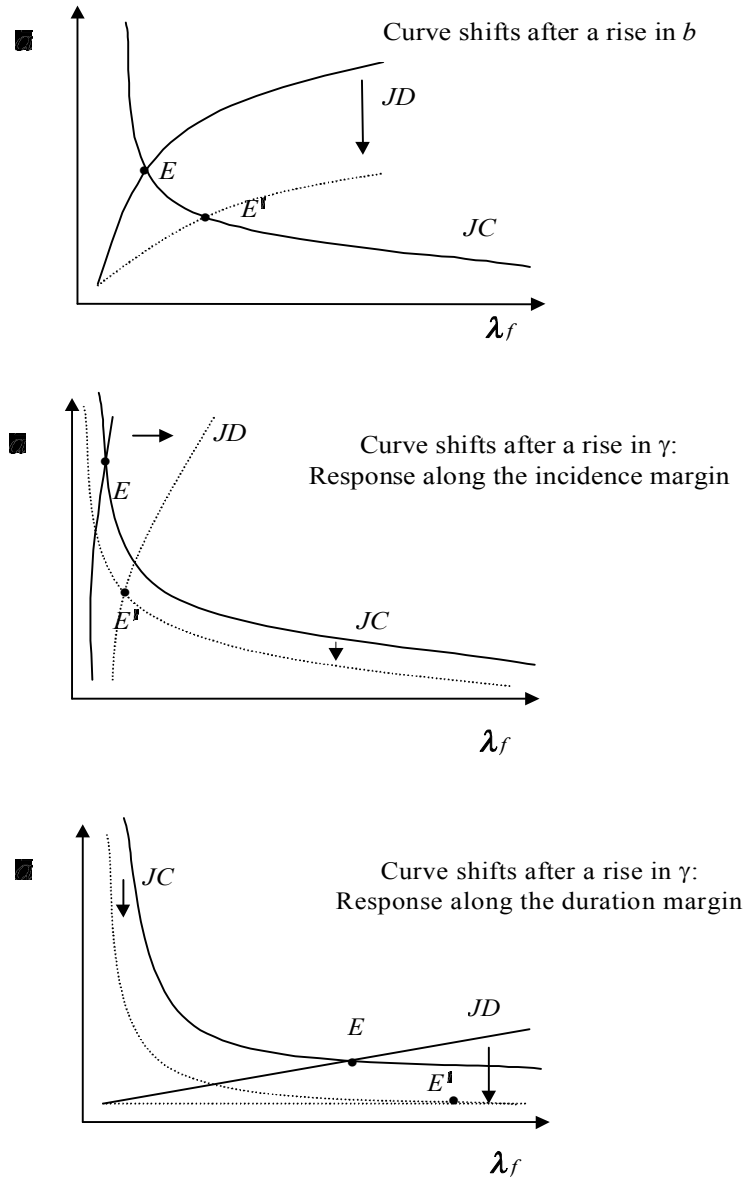 Curve shifts after a rise in b
JD
E
E'
JC
λf
JD
Curve shifts after a rise in γ:
Response along the incidence margin
E
E'
JC
λf
JC
Curve shifts after a rise in γ:
Response along the duration margin
E
JD
E'
λf